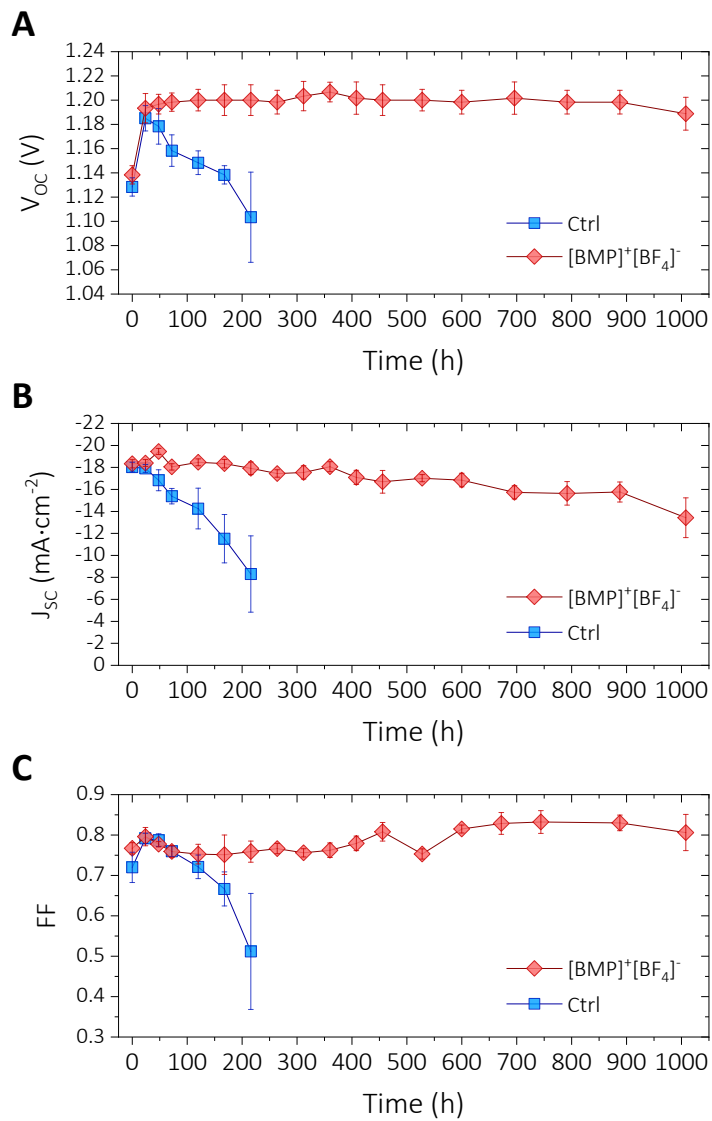 A
V_OC (V)
1.24
1.22
1.20
1.18
1.16
1.14
1.12
1.10
1.08
1.06
1.04
Ctrl
[BMP]⁺[BF₄]⁻
0 100 200 300 400 500 600 700 800 900 1000
Time (h)
B
J_SC (mA·cm⁻²)
-22
-20
-18
-16
-14
-12
-10
-8
-6
-4
-2
0
[BMP]⁺[BF₄]⁻
Ctrl
0 100 200 300 400 500 600 700 800 900 1000
Time (h)
C
FF
0.9
0.8
0.7
0.6
0.5
0.4
0.3
[BMP]⁺[BF₄]⁻
Ctrl
0 100 200 300 400 500 600 700 800 900 1000
Time (h)